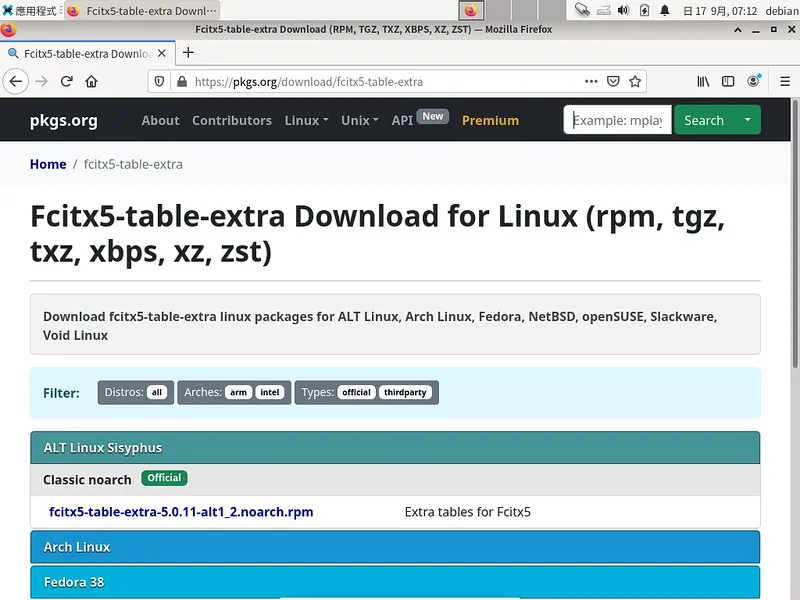 應用程式
Fcitx5-table-extra Downl···
日 17 9月, 07:12 debian
Fcitx5-table-extra Download (RPM, TGZ, TXZ, XBPS, XZ, ZST) — Mozilla Firefox
Fcitx5-table-extra Downloa
https://pkgs.org/download/fcitx5-table-extra
pkgs.org About Contributors Linux Unix API New Premium Example: mplay Search
Home / fcitx5-table-extra
Fcitx5-table-extra Download for Linux (rpm, tgz,
txz, xbps, xz, zst)
Download fcitx5-table-extra linux packages for ALT Linux, Arch Linux, Fedora, NetBSD, openSUSE, Slackware,
Void Linux
Filter: Distros: all Arches: arm intel Types: official thirdparty
ALT Linux Sisyphus
Classic noarch Official
fcitx5-table-extra-5.0.11-alt1_2.noarch.rpm Extra tables for Fcitx5
Arch Linux
Fedora 38